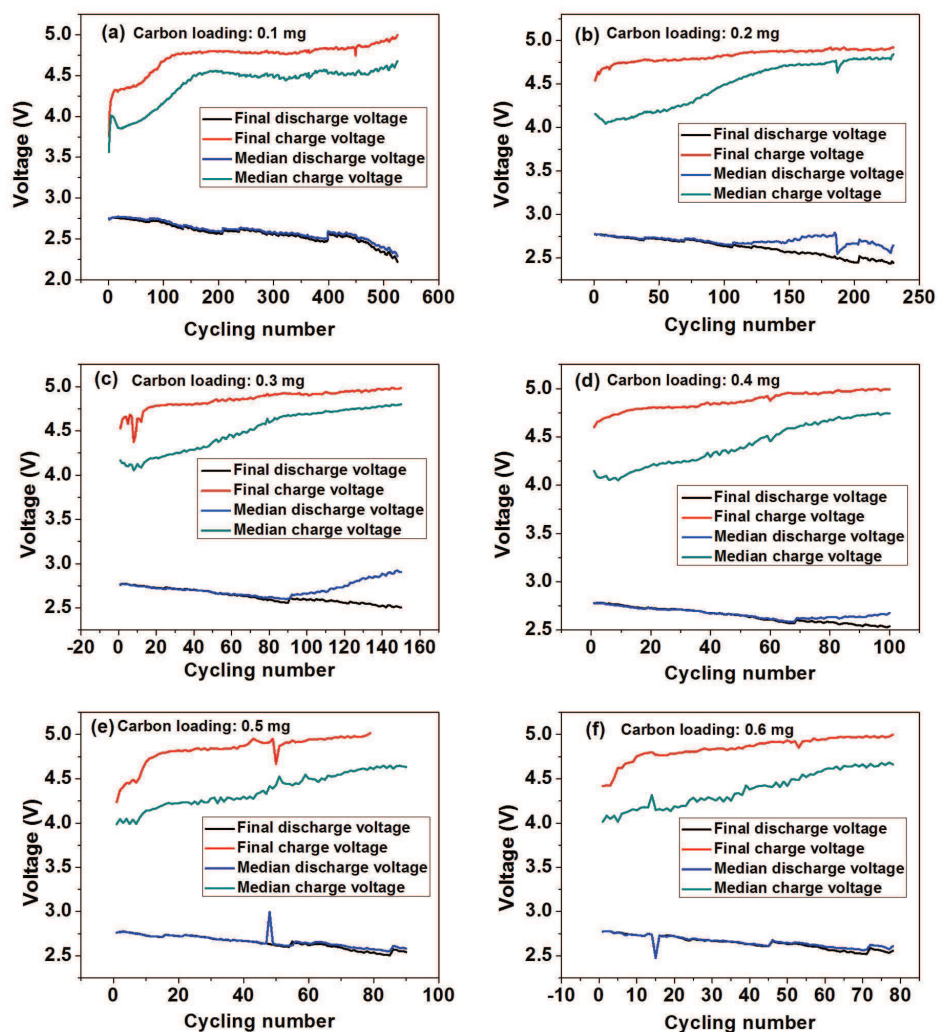 (a) Carbon loading: 0.1 mg
5.0
4.5
4.0
3.5
3.0
2.5
2.0
Voltage (V)
Final discharge voltage
Final charge voltage
Median discharge voltage
Median charge voltage
0 100 200 300 400 500 600
Cycling number
(b) Carbon loading: 0.2 mg
5.0
4.5
4.0
3.5
3.0
2.5
Voltage (V)
Final discharge voltage
Final charge voltage
Median discharge voltage
Median charge voltage
0 50 100 150 200 250
Cycling number
(c) Carbon loading: 0.3 mg
5.0
4.5
4.0
3.5
3.0
2.5
Voltage (V)
Final discharge voltage
Final charge voltage
Median discharge voltage
Median charge voltage
-20 0 20 40 60 80 100 120 140 160
Cycling number
(d) Carbon loading: 0.4 mg
5.0
4.5
4.0
3.5
3.0
2.5
Voltage (V)
Final discharge voltage
Final charge voltage
Median discharge voltage
Median charge voltage
0 20 40 60 80 100
Cycling number
(e) Carbon loading: 0.5 mg
5.0
4.5
4.0
3.5
3.0
2.5
Voltage (V)
Final discharge voltage
Final charge voltage
Median discharge voltage
Median charge voltage
0 20 40 60 80 100
Cycling number
(f) Carbon loading: 0.6 mg
5.0
4.5
4.0
3.5
3.0
2.5
Voltage (V)
Final discharge voltage
Final charge voltage
Median discharge voltage
Median charge voltage
-10 0 10 20 30 40 50 60 70 80
Cycling number